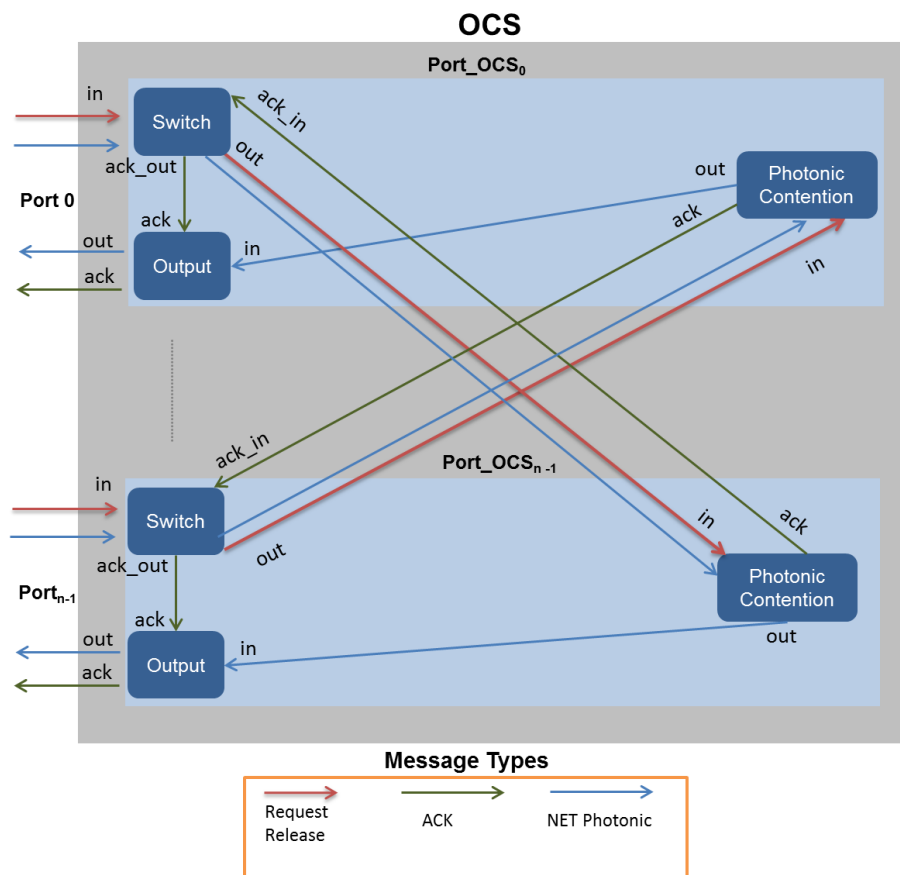 OCS
Port_OCS0
in
Switch
ack_in
out
ack_out
Port 0
ack
out
in
Output
ack
out
Photonic
Contention
ack
in
ack_in
Port_OCSn -1
in
Switch
out
ack_out
Portn-1
ack
out
in
Output
ack
in
ack
Photonic
Contention
out
Message Types
Request
Release
ACK
NET Photonic